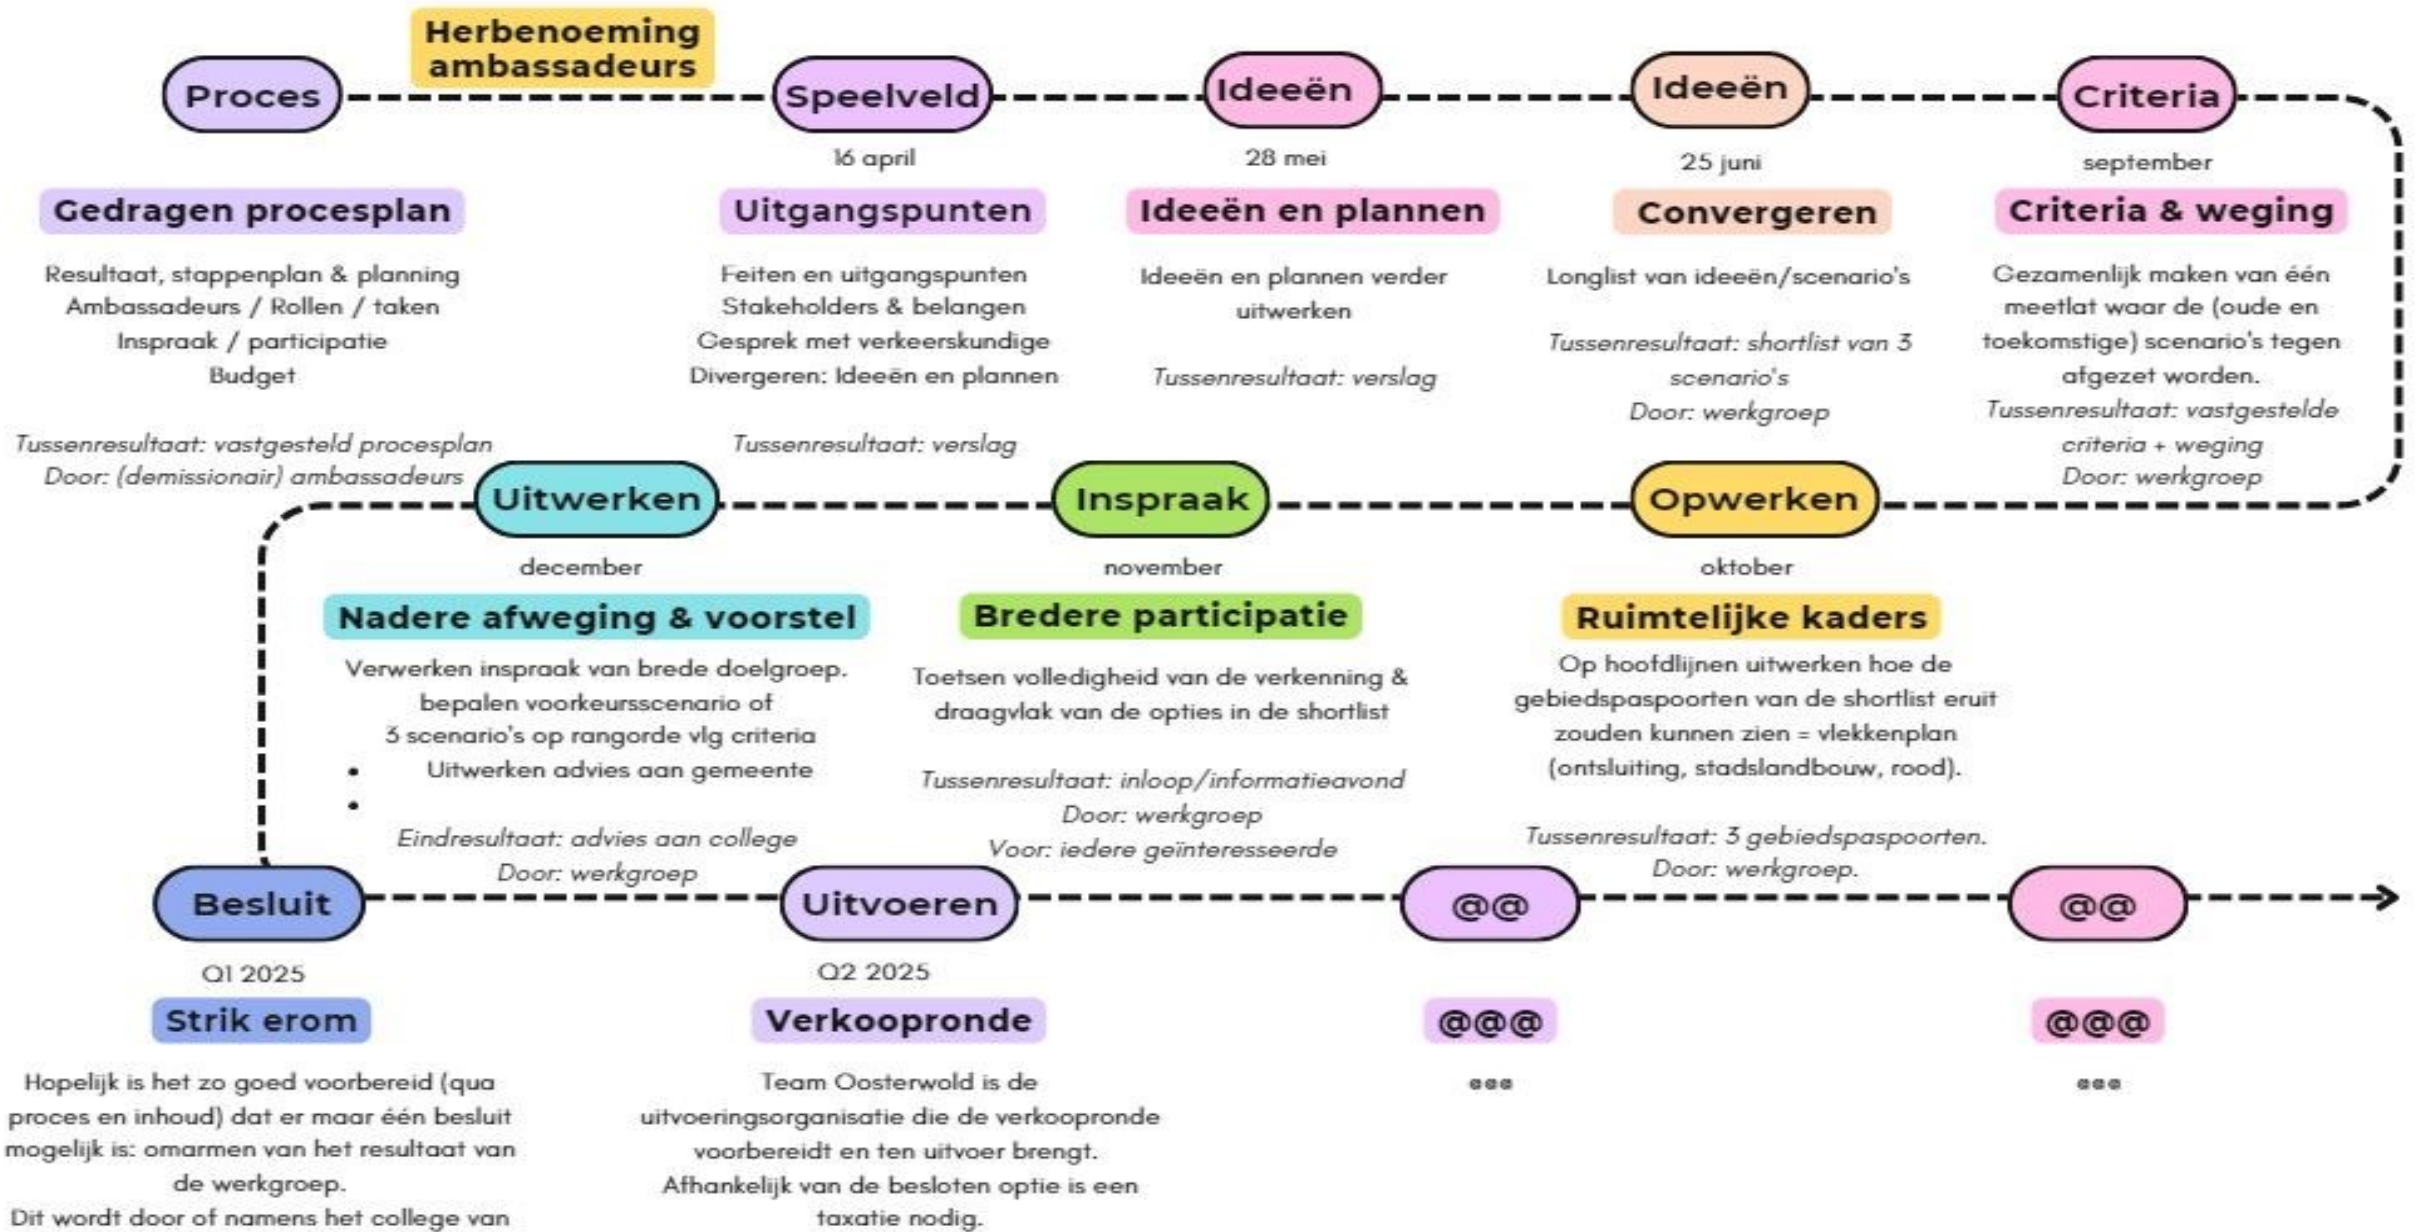 Herbenoeming
ambassadeurs
Proces
Speelveld
Ideeën
Ideeën
Criteria
16 april
28 mei
25 juni
september
Gedragen procesplan
Resultaat, stappenplan & planning
Ambassadeurs / Rollen / taken
Inspraak / participatie
Budget
Tussenresultaat: vastgesteld procesplan
Door: (demissionair) ambassadeurs
Uitgangspunten
Feiten en uitgangspunten
Stakeholders & belangen
Gesprek met verkeerskundige
Divergeren: Ideeën en plannen
Tussenresultaat: verslag
Ideeën en plannen
Ideeën en plannen verder
uitwerken
Tussenresultaat: verslag
Convergeren
Longlist van ideeën/scenario's
Tussenresultaat: shortlist van 3
scenario's
Door: werkgroep
Criteria & weging
Gezamenlijk maken van één
meetlat waar de (oude en
toekomstige) scenario's tegen
afgezet worden.
Tussenresultaat: vastgestelde
criteria + weging
Door: werkgroep
Uitwerken
december
Nadere afweging & voorstel
Verwerken inspraak van brede doelgroep.
bepalen voorkeursscenario of
3 scenario's op rangorde vlg criteria
• Uitwerken advies aan gemeente
•
Eindresultaat: advies aan college
Door: werkgroep
Inspraak
november
Bredere participatie
Toetsen volledigheid van de verkenning &
draagvlak van de opties in de shortlist
Tussenresultaat: inloop/informatieavond
Door: werkgroep
Voor: iedere geïnteresseerde
Opwerken
oktober
Ruimtelijke kaders
Op hoofdlijnen uitwerken hoe de
gebiedspaspoorten van de shortlist eruit
zouden kunnen zien = vlekkenplan
(ontsluiting, stadslandbouw, rood).
Tussenresultaat: 3 gebiedspaspoorten.
Door: werkgroep.
Besluit
Q1 2025
Strik erom
Hopelijk is het zo goed voorbereid (qua
proces en inhoud) dat er maar één besluit
mogelijk is: omarmen van het resultaat van
de werkgroep.
Dit wordt door of namens het college van
Uitvoeren
Q2 2025
Verkoopronde
Team Oosterwold is de
uitvoeringsorganisatie die de verkoopronde
voorbereidt en ten uitvoer brengt.
Afhankelijk van de besloten optie is een
taxatie nodig.
@@
@@@
@@@
@@
@@@
@@@